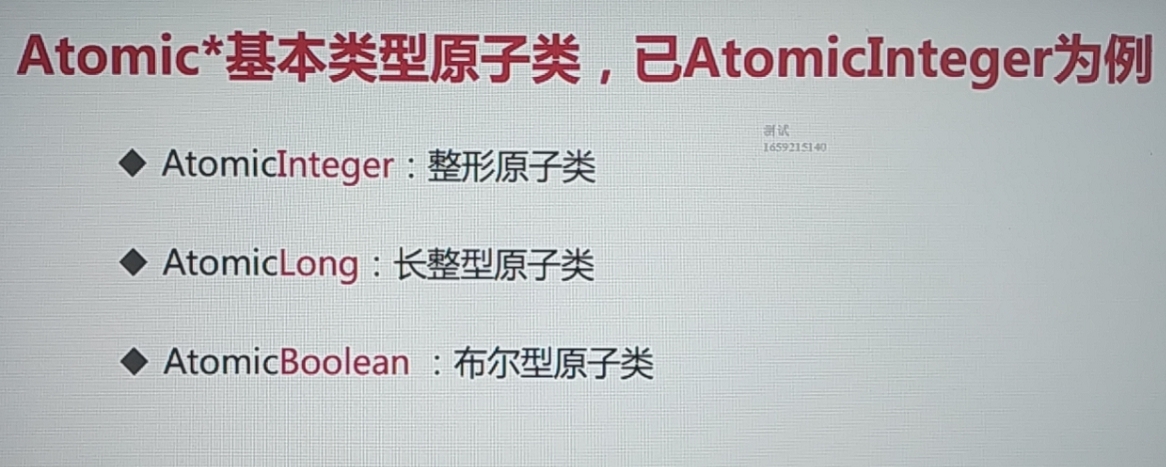 Atomic*基本类型原子类，已AtomicInteger为例
测试
1659215140
◆ AtomicInteger：整形原子类
◆ AtomicLong：长整型原子类
◆ AtomicBoolean ：布尔型原子类